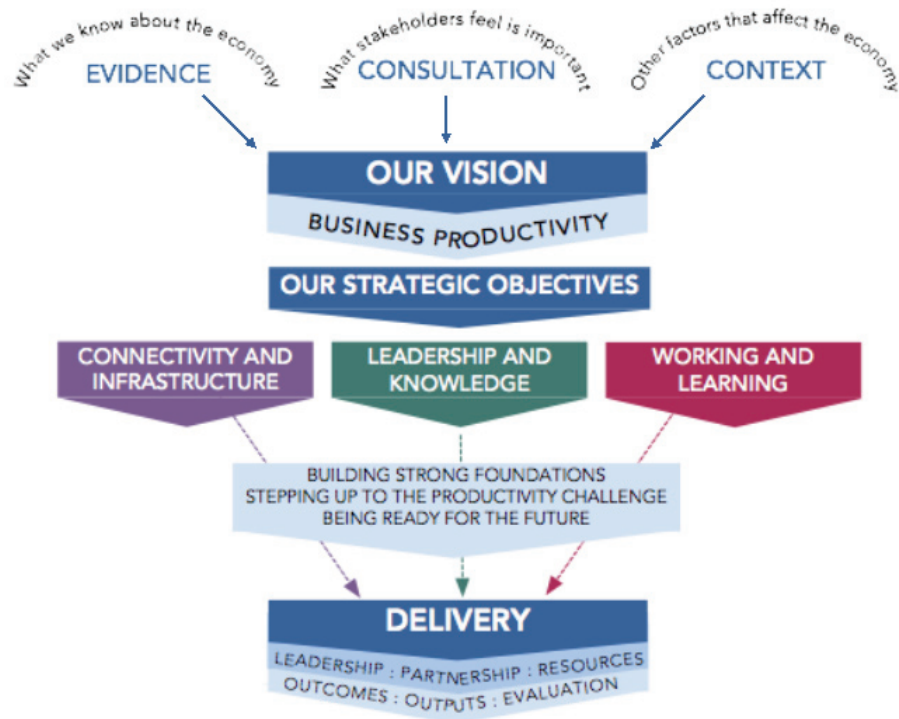 What we know about the economy
EVIDENCE
What stakeholders feel is important
CONSULTATION
Other factors that affect the economy
CONTEXT
OUR VISION
BUSINESS PRODUCTIVITY
OUR STRATEGIC OBJECTIVES
CONNECTIVITY AND
INFRASTRUCTURE
LEADERSHIP AND
KNOWLEDGE
WORKING AND
LEARNING
BUILDING STRONG FOUNDATIONS
STEPPING UP TO THE PRODUCTIVITY CHALLENGE
BEING READY FOR THE FUTURE
DELIVERY
LEADERSHIP : PARTNERSHIP : RESOURCES
OUTCOMES : OUTPUTS : EVALUATION